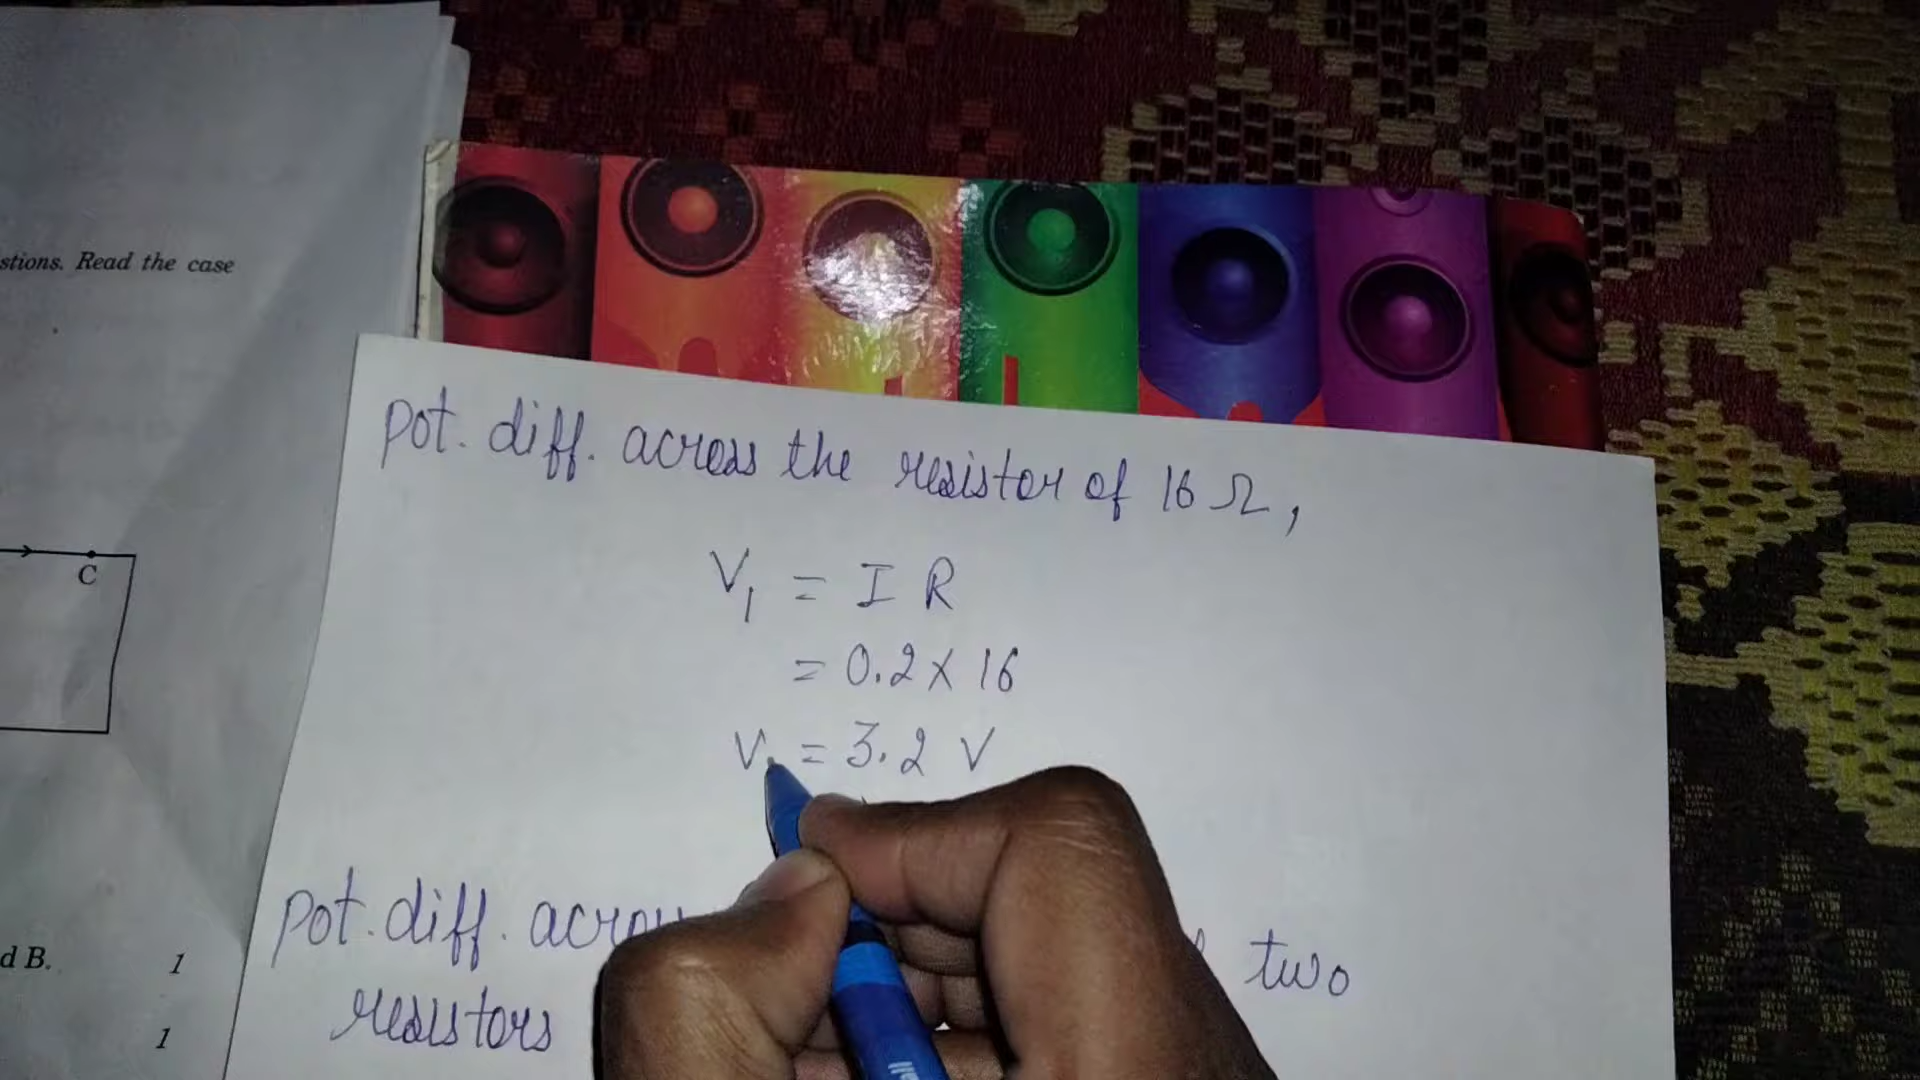 stions. Read the case
C
d B. 1
1
pot. diff. across the resistor of 16 Ω,
V1 = I R
= 0.2 x 16
V = 3.2 V
pot. diff. two
resistors